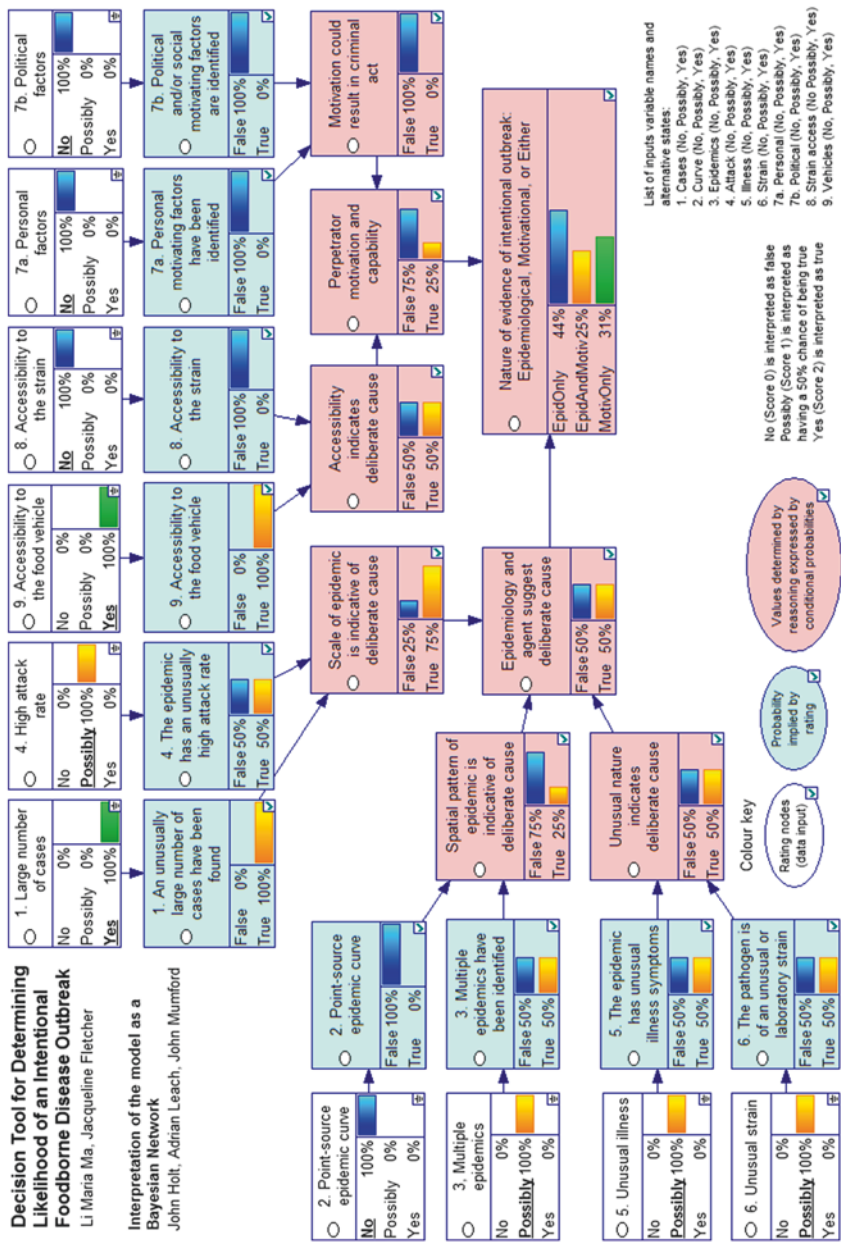 Decision Tool for Determining
Likelihood of an Intentional
Foodborne Disease Outbreak
Li Maria Ma, Jacqueline Fletcher
Interpretation of the model as a
Bayesian Network
John Holt, Adrian Leach, John Mumford
1. Large number
of cases
No 0%
Possibly 0%
Yes 100%
4. High attack
rate
No 0%
Possibly 100%
Yes 0%
9. Accessibility to
the food vehicle
No 0%
Possibly 0%
Yes 100%
8. Accessibility to
the strain
No 100%
Possibly 0%
Yes 0%
7a. Personal
factors
No 100%
Possibly 0%
Yes 0%
7b. Political
factors
No 100%
Possibly 0%
Yes 0%
1. An unusually
large number of
cases have been
found
False 0%
True 100%
4. The epidemic
has an unusually
high attack rate
False 50%
True 50%
9. Accessibility to
the food vehicle
False 0%
True 100%
8. Accessibility to
the strain
False 100%
True 0%
7a. Personal
motivating factors
have been
identified
False 100%
True 0%
7b. Political
and/or social
motivating factors
are identified
False 100%
True 0%
Scale of epidemic
is indicative of
deliberate cause
False 25%
True 75%
Accessibility
indicates
deliberate cause
False 50%
True 50%
Perpetrator
motivation and
capability
False 75%
True 25%
Motivation could
result in criminal
act
False 100%
True 0%
2. Point-source
epidemic curve
No 100%
Possibly 0%
Yes 0%
2. Point-source
epidemic curve
False 100%
True 0%
3, Multiple
epidemics
No 0%
Possibly 100%
Yes 0%
3. Multiple
epidemics have
been identified
False 50%
True 50%
Spatial pattern of
epidemic is
indicative of
deliberate cause
False 75%
True 25%
Epidemiology and
agent suggest
deliberate cause
False 50%
True 50%
Nature of evidence of intentional outbreak:
Epidemiological, Motivational, or Either
EpidOnly 44%
EpidAndMotiv 25%
MotivOnly 31%
5. Unusual illness
No 0%
Possibly 100%
Yes 0%
5. The epidemic
has unusual
illness symptoms
False 50%
True 50%
6. Unusual strain
No 0%
Possibly 100%
Yes 0%
6. The pathogen is
of an unusual or
laboratory strain
False 50%
True 50%
Unusual nature
indicates
deliberate cause
False 50%
True 50%
Colour key
Rating nodes
(data input)
Probability
implied by
rating
Values determined by
reasoning expressed by
conditional probabilities
No (Score 0) is interpreted as false
Possibly (Score 1) is interpreted as
having a 50% chance of being true
Yes (Score 2) is interpreted as true
List of inputs variable names and
alternative states:
1. Cases (No, Possibly, Yes)
2. Curve (No, Possibly, Yes)
3. Epidemics (No, Possibly, Yes)
4. Attack (No, Possibly, Yes)
5. Illness (No, Possibly, Yes)
6. Strain (No, Possibly, Yes)
7a. Personal (No, Possibly, Yes)
7b. Political (No, Possibly, Yes)
8. Strain access (No Possibly, Yes)
9. Vehicles (No, Possibly, Yes)